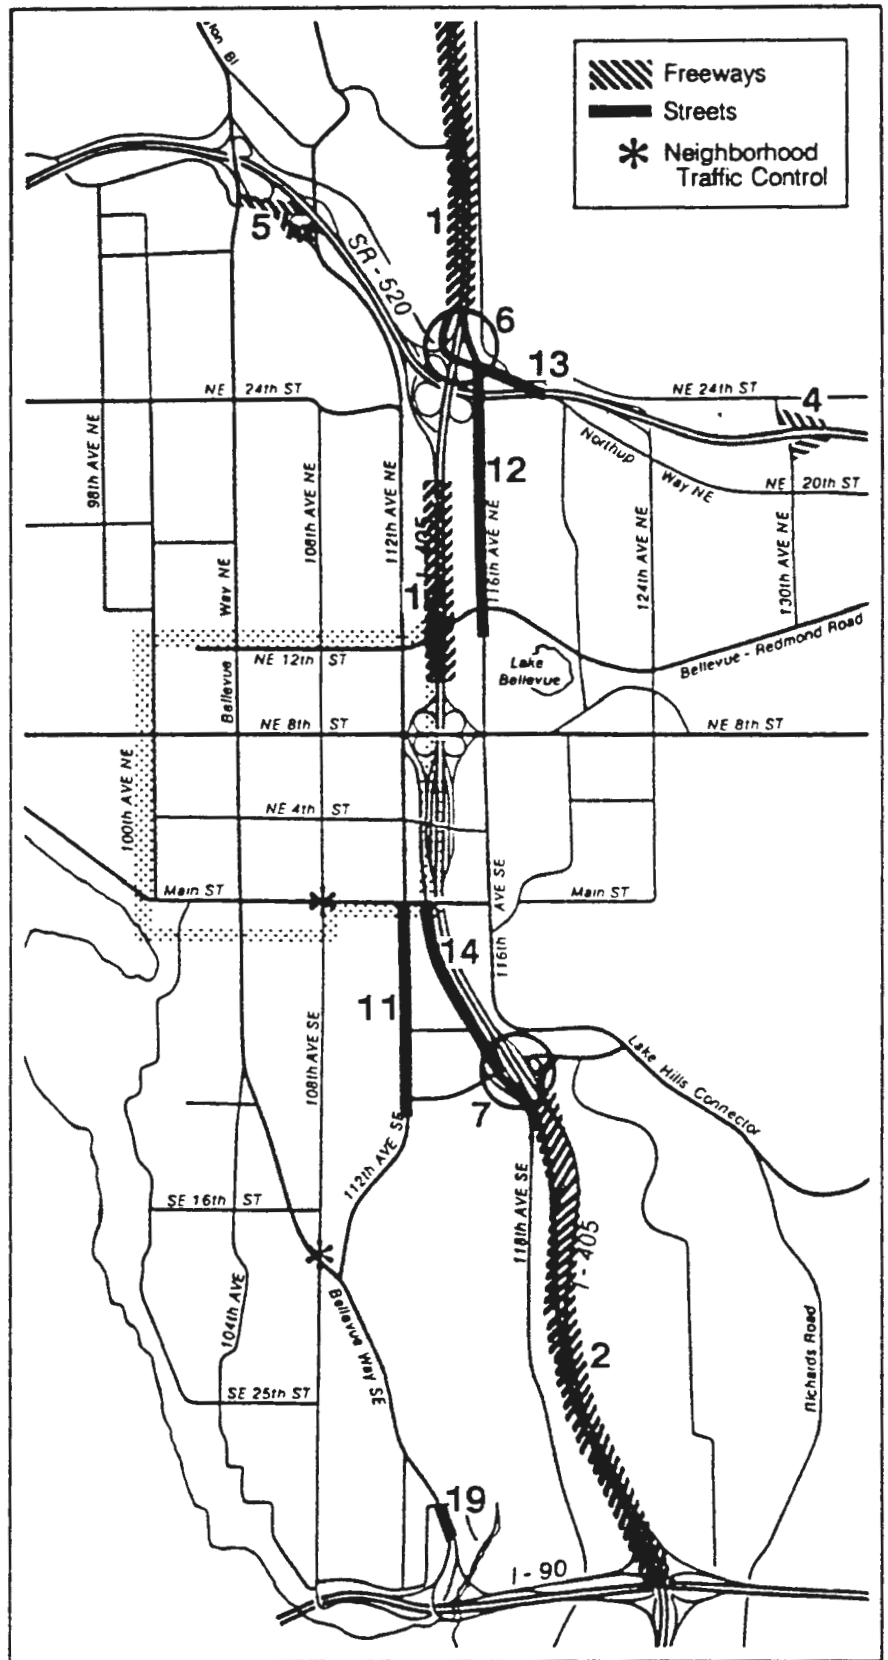 ton Bl
Freeways
Streets
Neighborhood
Traffic Control
1
5
SR - 520
6
13
NE 24th ST
NE 24th ST
4
98th AVE NE
Northup
Way NE
12
NE 20th ST
108th AVE NE
112th AVE NE
116th AVE NE
124th AVE NE
130th AVE NE
Bellevue Way NE
405
1
NE 12th ST
Lake
Bellevue
Bellevue - Redmond Road
NE 8th ST
NE 8th ST
100th AVE NE
NE 4th ST
Main ST
Main ST
116th AVE SE
14
11
108th AVE SE
Lake Hills Connector
7
112th AVE SE
SE 16th ST
118th AVE SE
I - 405
104th AVE
Bellevue Way SE
2
Richards Road
SE 25th ST
19
I - 90